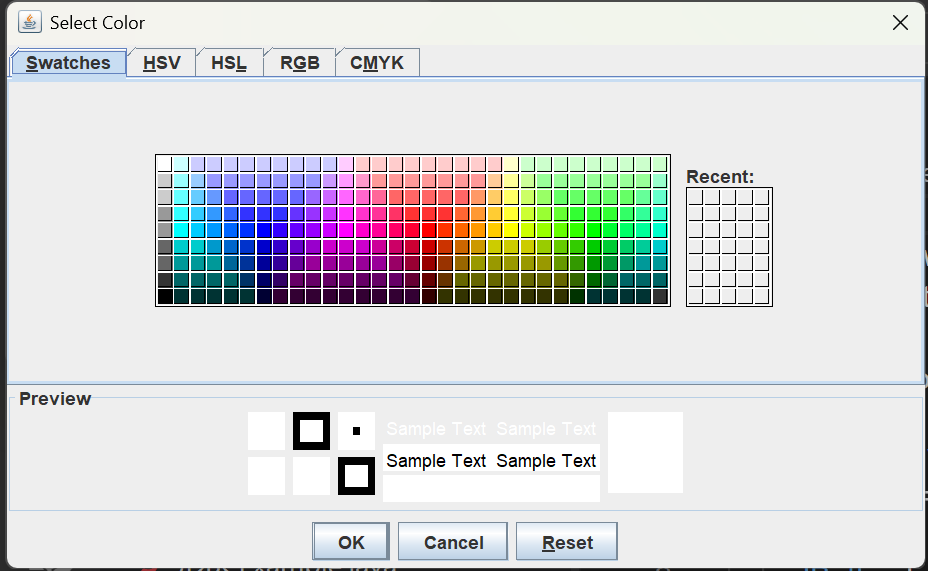 Select Color
Swatches HSV HSL RGB CMYK
Recent:
Preview
Sample Text Sample Text
Sample Text Sample Text
OK Cancel Reset